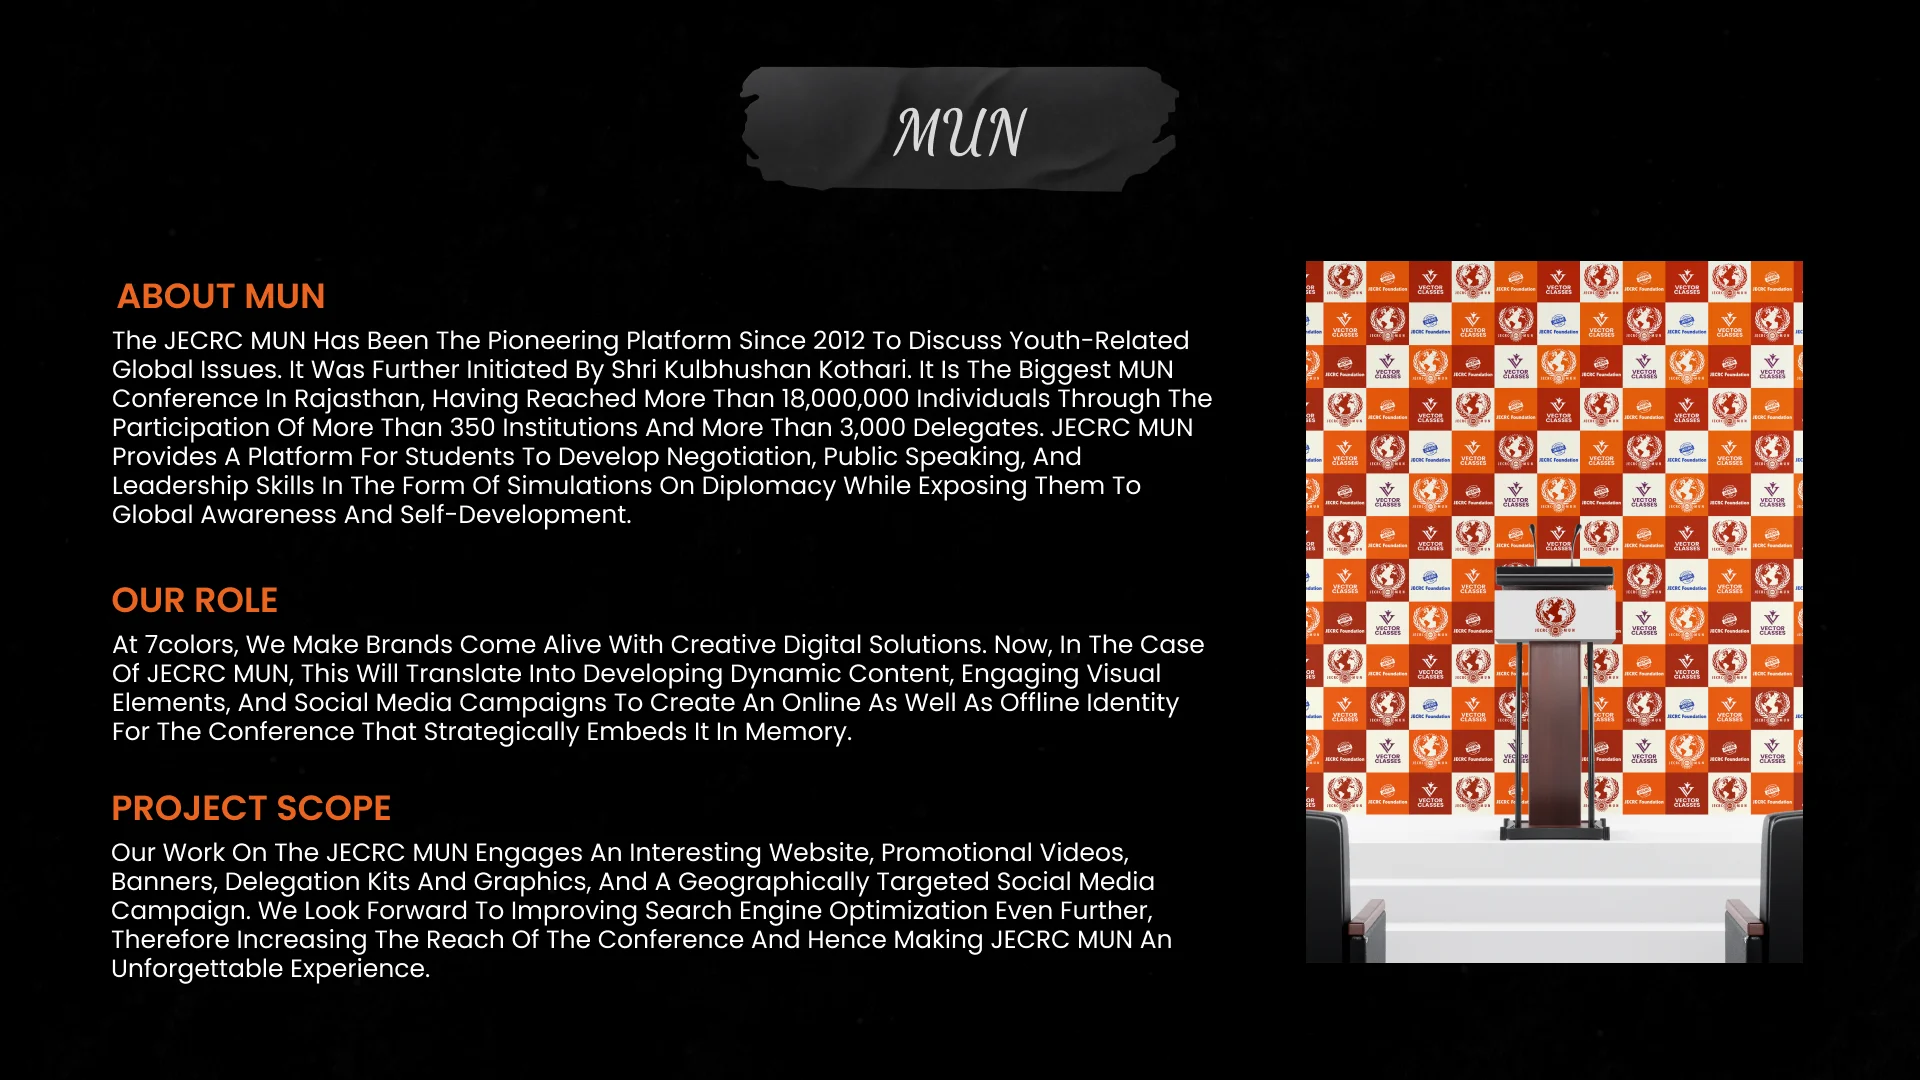 MUN
ABOUT MUN
The JECRC MUN Has Been The Pioneering Platform Since 2012 To Discuss Youth-Related
Global Issues. It Was Further Initiated By Shri Kulbhushan Kothari. It Is The Biggest MUN
Conference In Rajasthan, Having Reached More Than 18,000,000 Individuals Through The
Participation Of More Than 350 Institutions And More Than 3,000 Delegates. JECRC MUN
Provides A Platform For Students To Develop Negotiation, Public Speaking, And
Leadership Skills In The Form Of Simulations On Diplomacy While Exposing Them To
Global Awareness And Self-Development.
OUR ROLE
At 7colors, We Make Brands Come Alive With Creative Digital Solutions. Now, In The Case
Of JECRC MUN, This Will Translate Into Developing Dynamic Content, Engaging Visual
Elements, And Social Media Campaigns To Create An Online As Well As Offline Identity
For The Conference That Strategically Embeds It In Memory.
PROJECT SCOPE
Our Work On The JECRC MUN Engages An Interesting Website, Promotional Videos,
Banners, Delegation Kits And Graphics, And A Geographically Targeted Social Media
Campaign. We Look Forward To Improving Search Engine Optimization Even Further,
Therefore Increasing The Reach Of The Conference And Hence Making JECRC MUN An
Unforgettable Experience.
JECRC Foundation
VECTOR
CLASSES
JECRC MUN